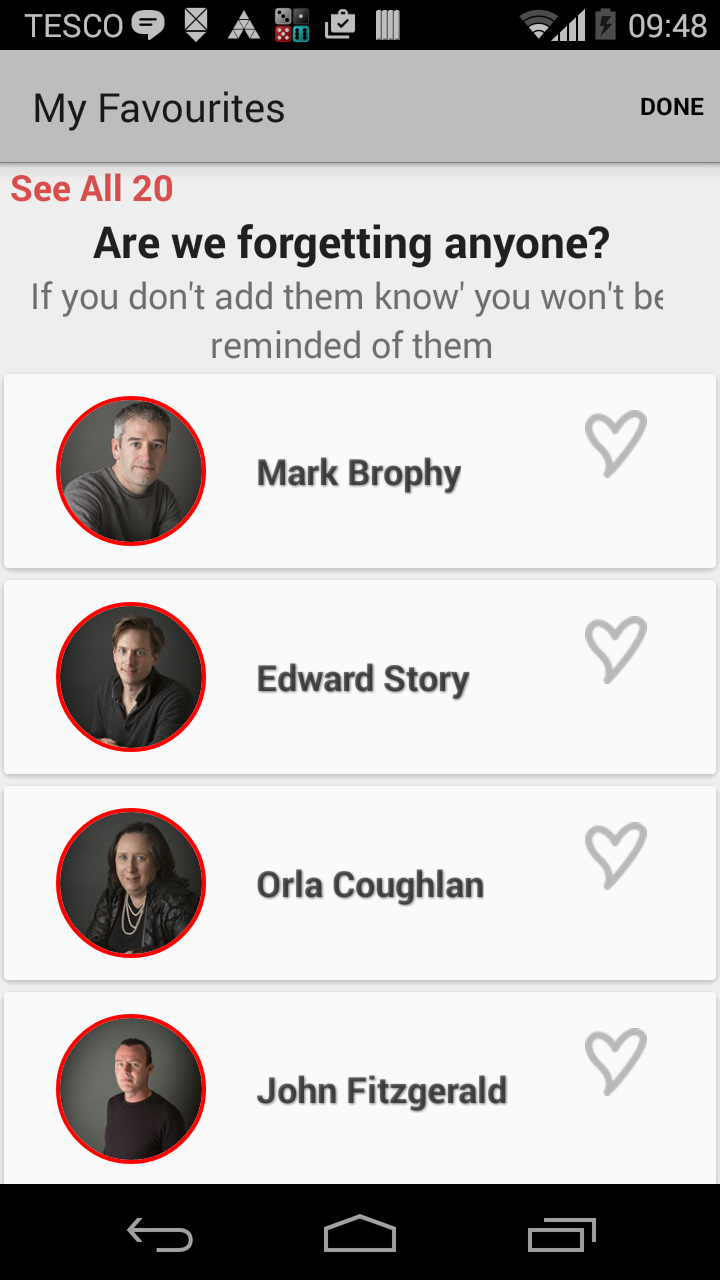 TESCO 09:48
My Favourites DONE
See All 20
Are we forgetting anyone?
If you don't add them know' you won't be
reminded of them
Mark Brophy
Edward Story
Orla Coughlan
John Fitzgerald